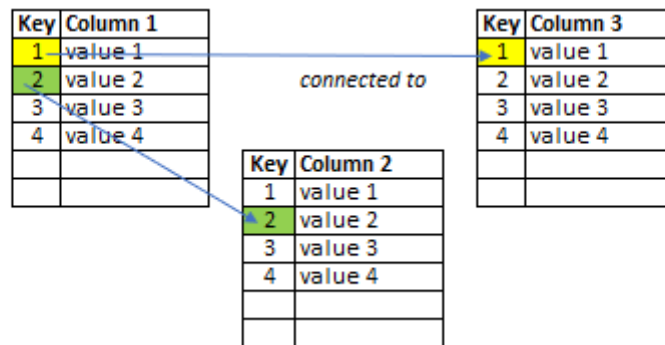 Key Column 1
1 value 1
2 value 2
3 value 3
4 value 4
connected to
Key Column 3
1 value 1
2 value 2
3 value 3
4 value 4
Key Column 2
1 value 1
2 value 2
3 value 3
4 value 4